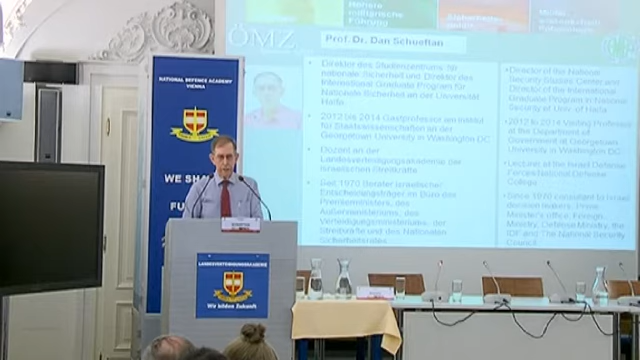 Höhere
militärische
Führung
ÖMZ
Prof. Dr. Dan Schueftan
Direktor des Studienzentrums für
nationale Sicherheit und Direktor des
International Graduate Program für
Nationale Sicherheit an der Universität
Haifa
2012 bis 2014 Gastprofessor am Institut
für Staatswissenschaften an der
Georgetown University in Washington DC
Dozent an der
Landesverteidigungsakademie der
israelischen Streitkräfte
Seit 1970 Berater israelischer
Entscheidungsträger im Büro des
Premierministers, des
Außenministeriums, des
Verteidigungsministeriums, der
Streitkräfte und des Nationalen
Sicherheitsrates
Director of the National
Security Studies Center and
Director of the International
Graduate Program in National
Security at Univ. of Haifa
2012 to 2014 Visiting Professor
at the Department of
Government at Georgetown
University in Washington DC
Lecturer at the Israel Defense
Forces National Defense
College
Since 1970 consultant to Israeli
decision makers: Prime
Minister's office, Foreign
Ministry, Defense Ministry, the
IDF and The National Security
Council
NATIONAL DEFENCE ACADEMY
VIENNA
WE SHA
FU
LANDESVERTEIDIGUNGSAKADEMIE
Wir bilden Zukunft